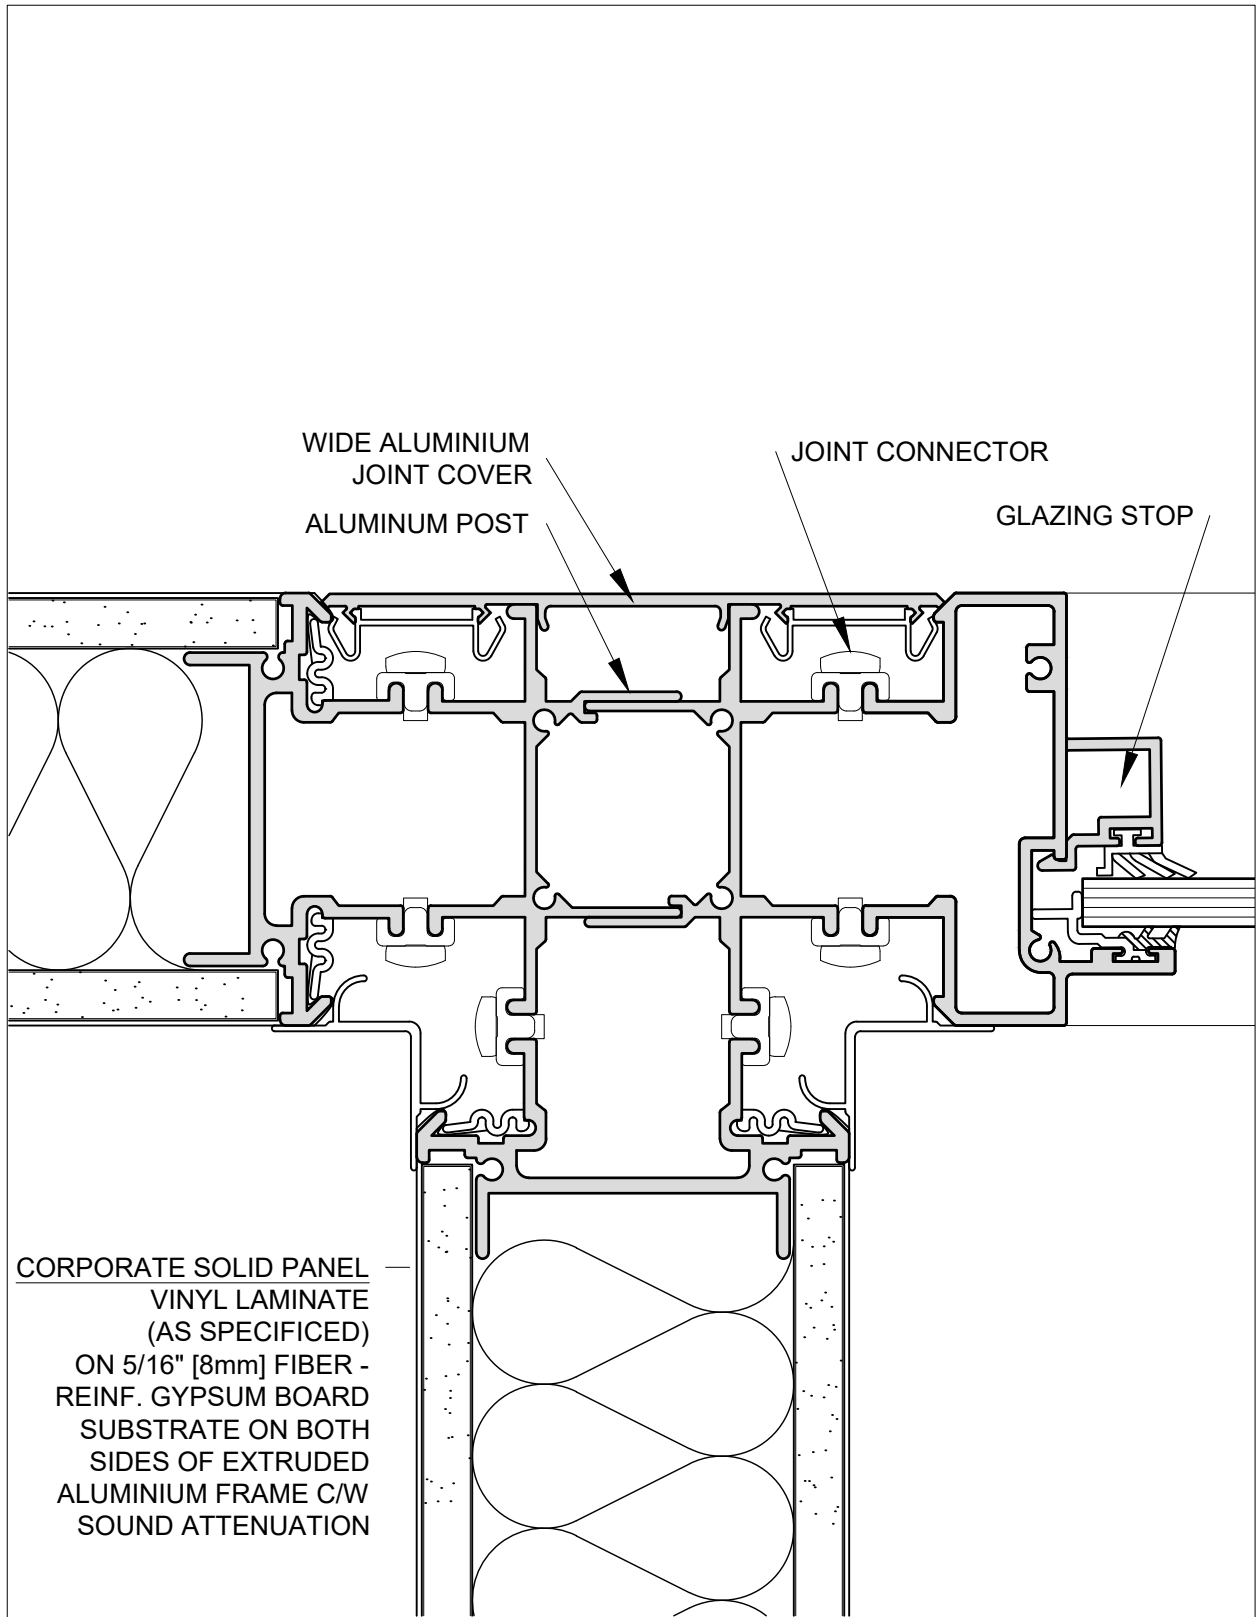 WIDE ALUMINIUM
JOINT COVER
ALUMINUM POST
JOINT CONNECTOR
GLAZING STOP
CORPORATE SOLID PANEL
VINYL LAMINATE
(AS SPECIFICED)
ON 5/16" [8mm] FIBER -
REINF. GYPSUM BOARD
SUBSTRATE ON BOTH
SIDES OF EXTRUDED
ALUMINIUM FRAME C/W
SOUND ATTENUATION